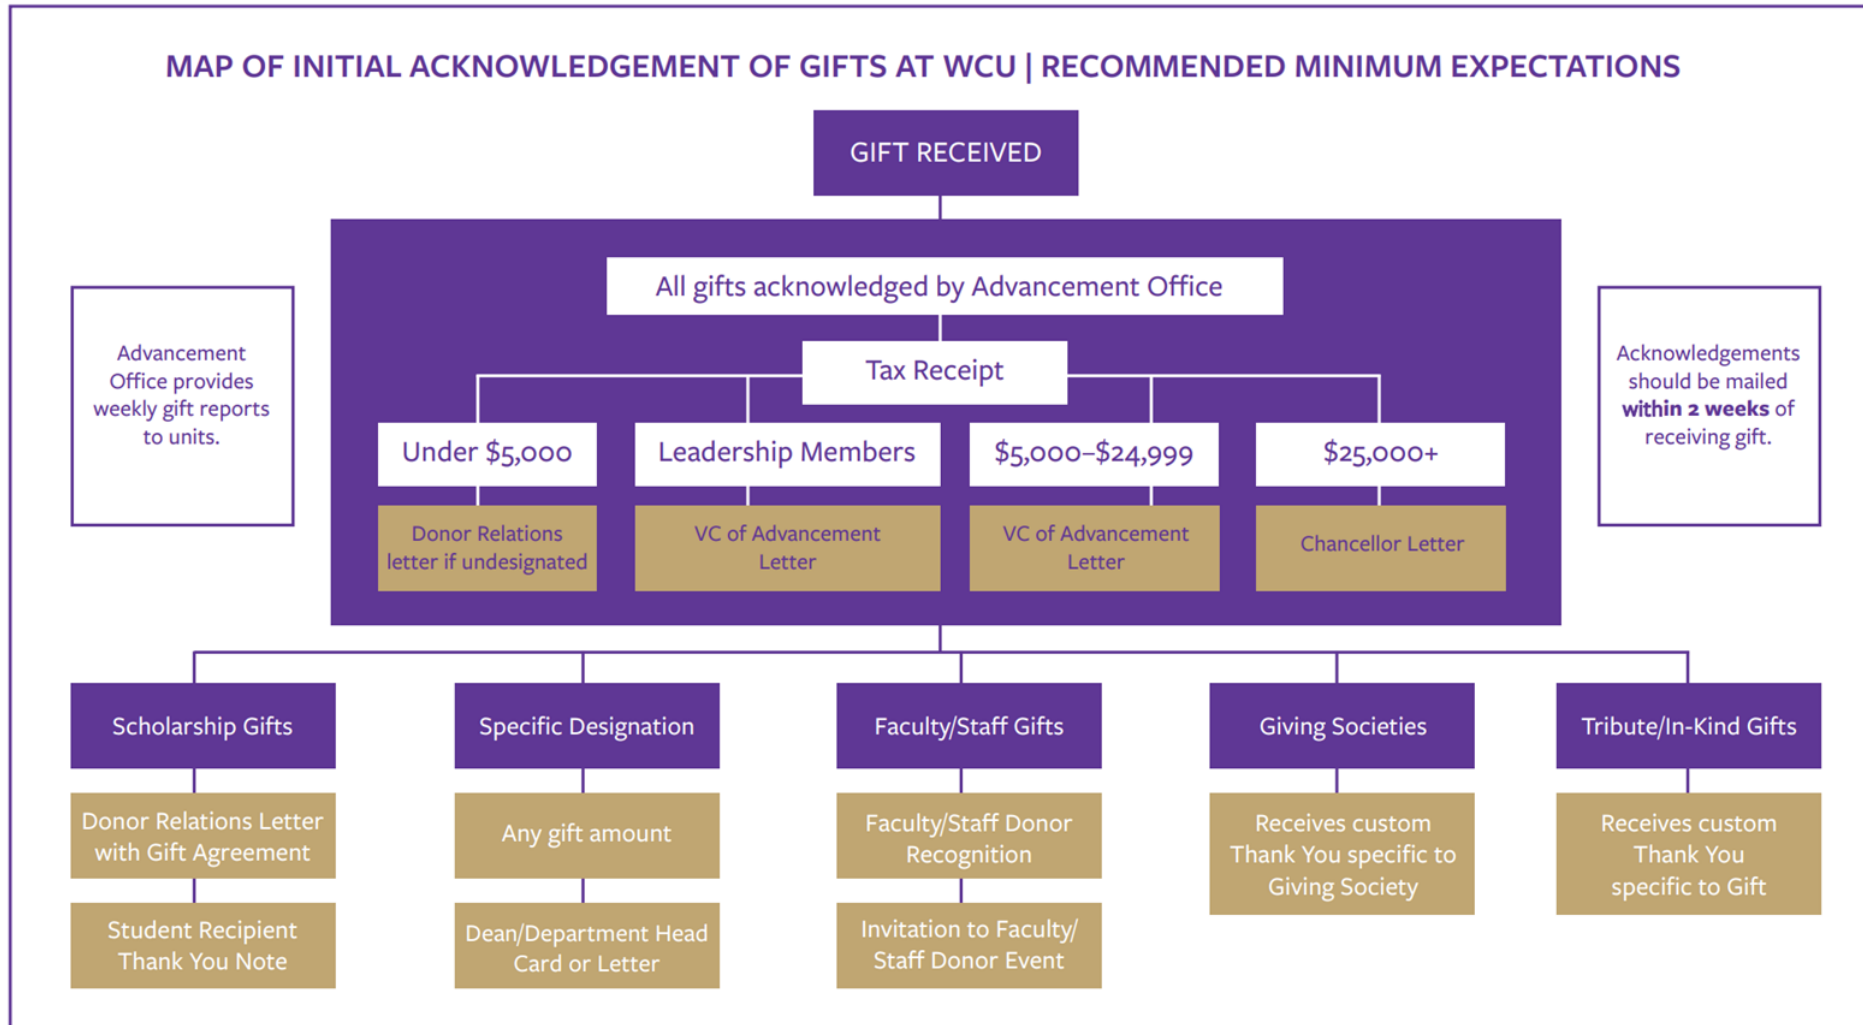 MAP OF INITIAL ACKNOWLEDGEMENT OF GIFTS AT WCU | RECOMMENDED MINIMUM EXPECTATIONS
GIFT RECEIVED
All gifts acknowledged by Advancement Office
Tax Receipt
Advancement
Office provides
weekly gift reports
to units.
Under $5,000
Leadership Members
$5,000–$24,999
$25,000+
Donor Relations
letter if undesignated
VC of Advancement
Letter
VC of Advancement
Letter
Chancellor Letter
Acknowledgements
should be mailed
within 2 weeks of
receiving gift.
Scholarship Gifts
Donor Relations Letter
with Gift Agreement
Student Recipient
Thank You Note
Specific Designation
Any gift amount
Dean/Department Head
Card or Letter
Faculty/Staff Gifts
Faculty/Staff Donor
Recognition
Invitation to Faculty/
Staff Donor Event
Giving Societies
Receives custom
Thank You specific to
Giving Society
Tribute/In-Kind Gifts
Receives custom
Thank You
specific to Gift